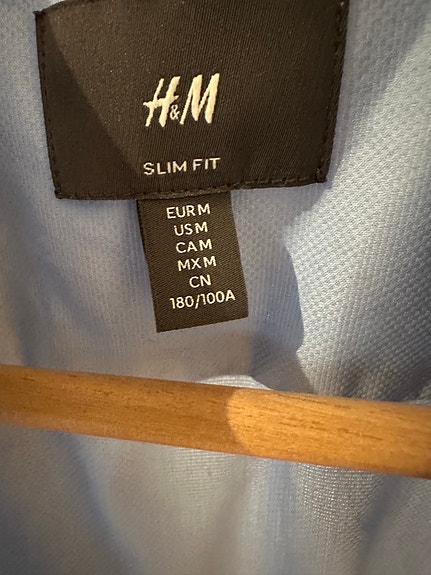 H&M
SLIM FIT
EUR M
US M
CA M
MX M
CN
180/100A